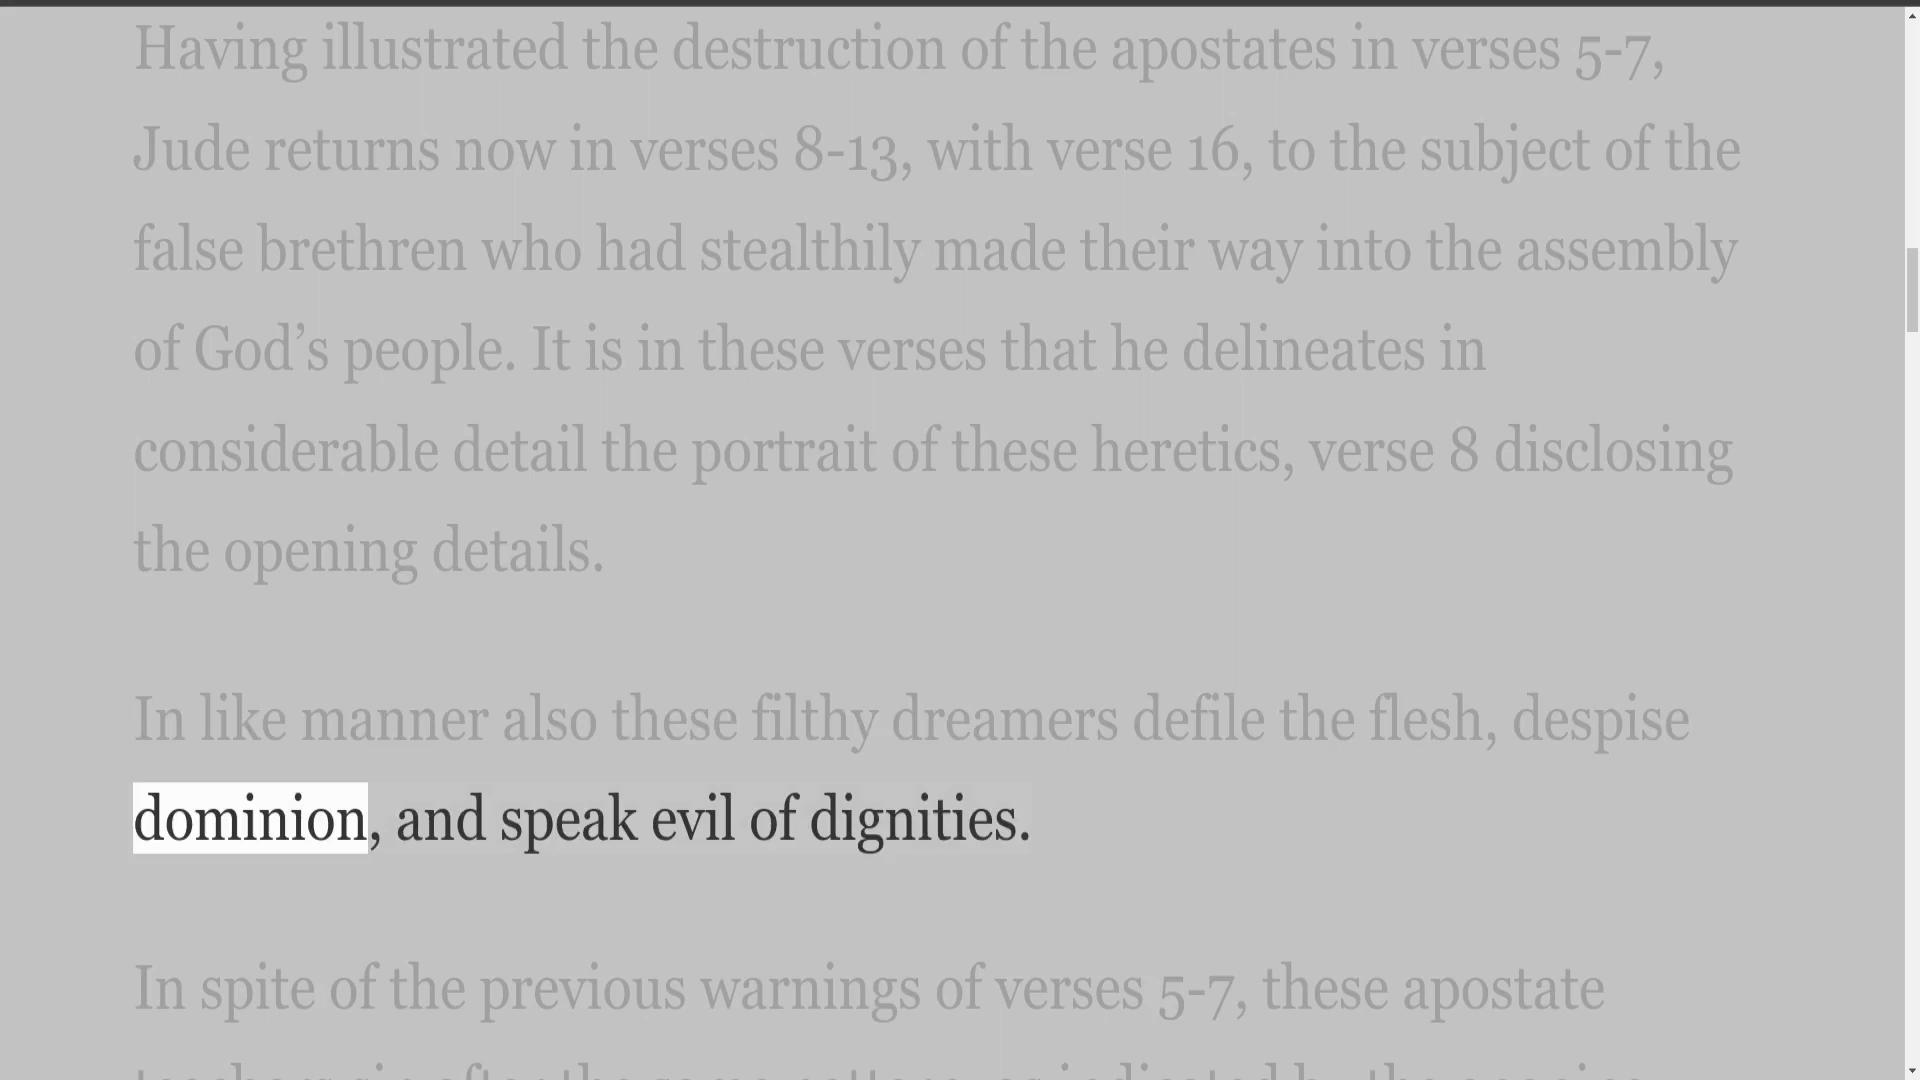 Having illustrated the destruction of the apostates in verses 5-7,
Jude returns now in verses 8-13, with verse 16, to the subject of the
false brethren who had stealthily made their way into the assembly
of God’s people. It is in these verses that he delineates in
considerable detail the portrait of these heretics, verse 8 disclosing
the opening details.
In like manner also these filthy dreamers defile the flesh, despise
dominion, and speak evil of dignities.
In spite of the previous warnings of verses 5-7, these apostate